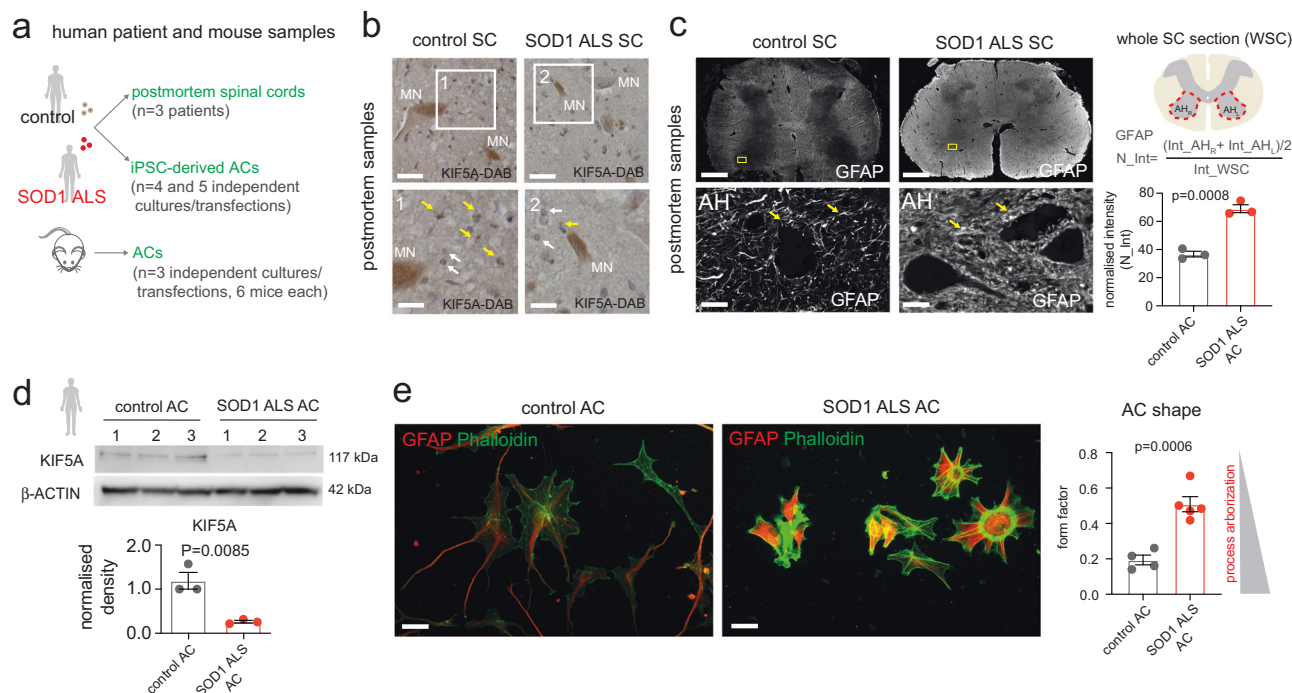 a
human patient and mouse samples
control
SOD1 ALS
postmortem spinal cords
(n=3 patients)
iPSC-derived ACs
(n=4 and 5 independent
cultures/transfections)
ACs
(n=3 independent cultures/
transfections, 6 mice each)
b
control SC
SOD1 ALS SC
postmortem samples
MN
1
MN
KIF5A-DAB
2
MN
KIF5A-DAB
1
MN
KIF5A-DAB
2
MN
KIF5A-DAB
c
control SC
SOD1 ALS SC
postmortem samples
GFAP
GFAP
AH
GFAP
AH
GFAP
whole SC section (WSC)
AH_R
AH_L
GFAP
N_Int=
(Int_AH_R+ Int_AH_L)/2
Int_WSC
p=0.0008
normalised intensity
(N_Int)
80
60
40
20
0
control AC
SOD1 ALS
AC
d
control AC
SOD1 ALS AC
1 2 3 1 2 3
KIF5A
117 kDa
β-ACTIN
42 kDa
KIF5A
P=0.0085
normalised
density
2.0
1.0
0.0
control AC
SOD1 ALS
AC
e
control AC
SOD1 ALS AC
GFAP Phalloidin
GFAP Phalloidin
AC shape
p=0.0006
form factor
0.8
0.6
0.4
0.2
0.0
control AC
SOD1 ALS
AC
process arborization